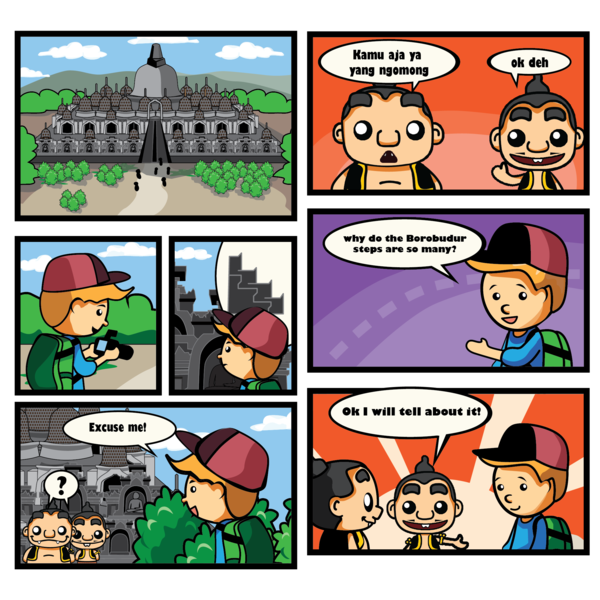 Excuse me!
?
Kamu aja ya
yang ngomong
ok deh
why do the Borobudur
steps are so many?
Ok I will tell about it!